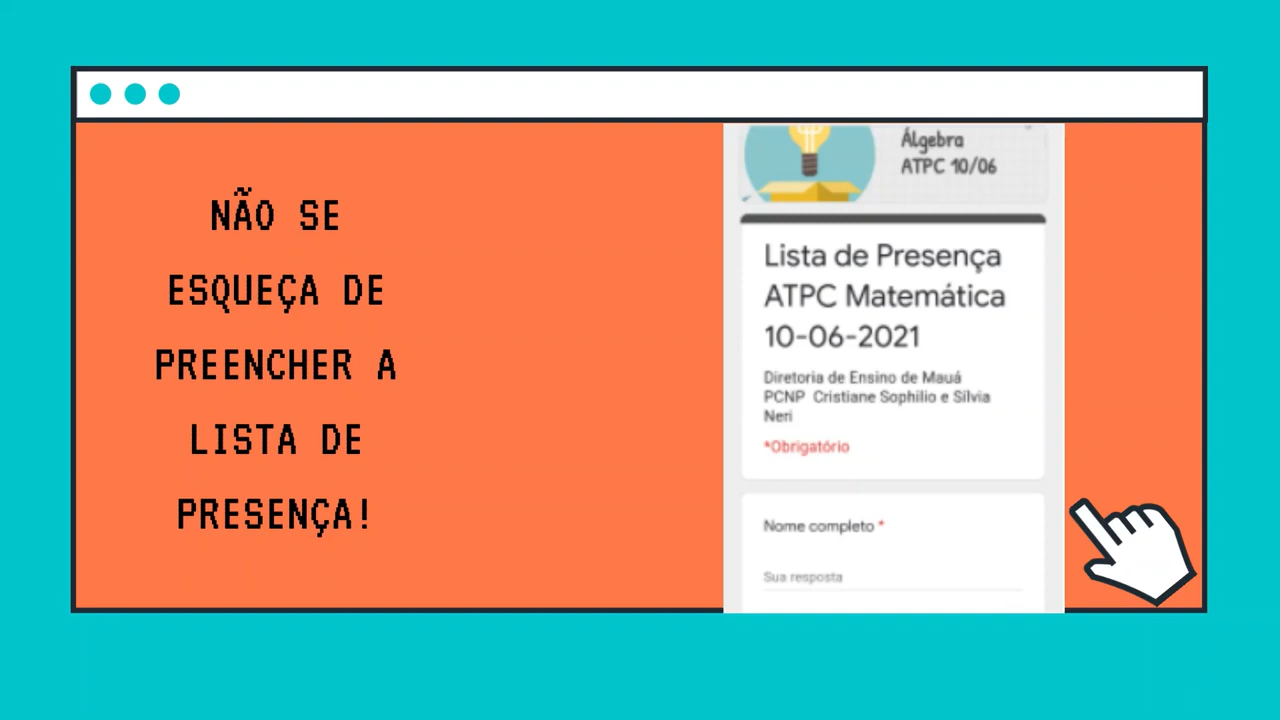 NÃO SE
ESQUEÇA DE
PREENCHER A
LISTA DE
PRESENÇA!
Álgebra
ATPC 10/06
Lista de Presença
ATPC Matemática
10-06-2021
Diretoria de Ensino de Mauá
PCNP Cristiane Sophilio e Sílvia
Neri
*Obrigatório
Nome completo *
Sua resposta